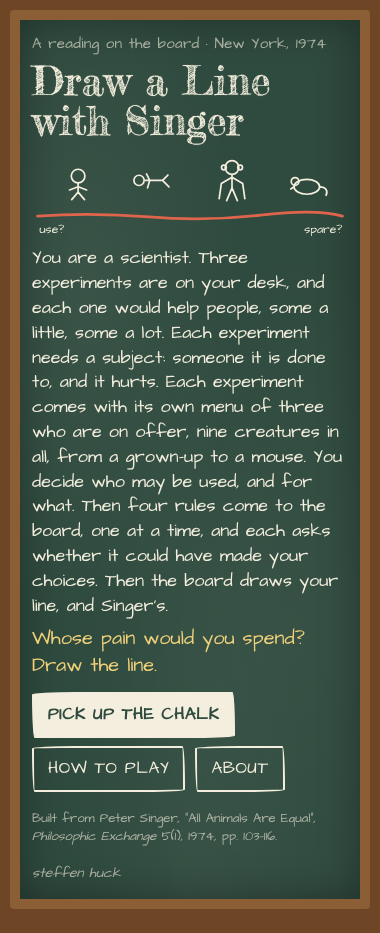 A reading on the board · New York, 1974
Draw a Line
with Singer
use?
spare?
You are a scientist. Three
experiments are on your desk, and
each one would help people, some a
little, some a lot. Each experiment
needs a subject: someone it is done
to, and it hurts. Each experiment
comes with its own menu of three
who are on offer, nine creatures in
all, from a grown-up to a mouse. You
decide who may be used, and for
what. Then four rules come to the
board, one at a time, and each asks
whether it could have made your
choices. Then the board draws your
line, and Singer's.
Whose pain would you spend?
Draw the line.
PICK UP THE CHALK
HOW TO PLAY
ABOUT
Built from Peter Singer, "All Animals Are Equal",
Philosophic Exchange 5(1), 1974, pp. 103-116.
steffen huck